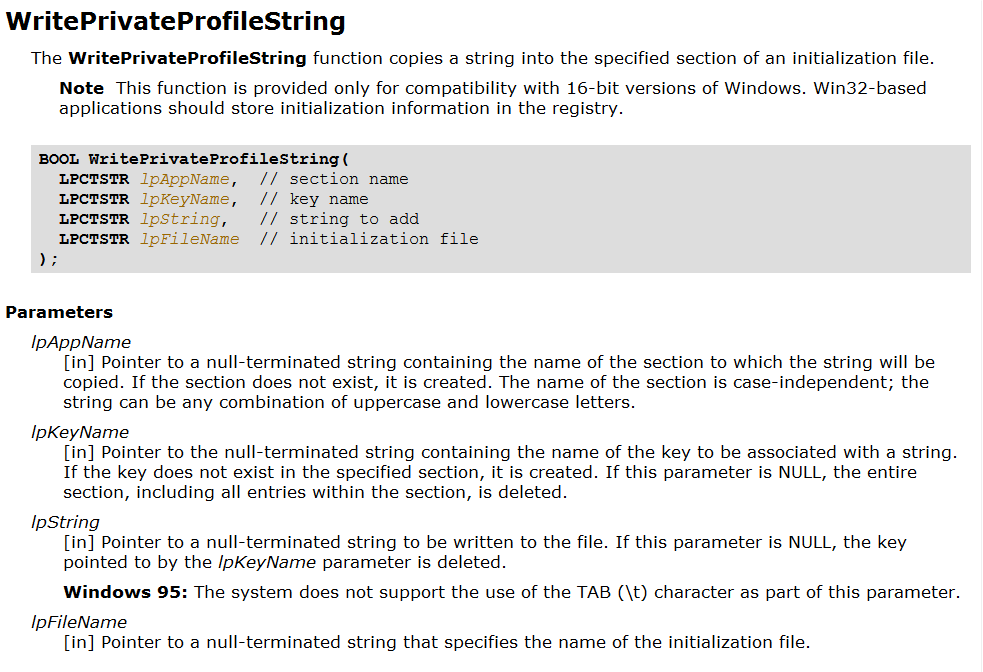 WritePrivateProfileString
The WritePrivateProfileString function copies a string into the specified section of an initialization file.
Note  This function is provided only for compatibility with 16-bit versions of Windows. Win32-based
applications should store initialization information in the registry.
BOOL WritePrivateProfileString(
  LPCTSTR lpAppName,  // section name
  LPCTSTR lpKeyName,  // key name
  LPCTSTR lpString,   // string to add
  LPCTSTR lpFileName  // initialization file
);
Parameters
lpAppName
[in] Pointer to a null-terminated string containing the name of the section to which the string will be
copied. If the section does not exist, it is created. The name of the section is case-independent; the
string can be any combination of uppercase and lowercase letters.
lpKeyName
[in] Pointer to the null-terminated string containing the name of the key to be associated with a string.
If the key does not exist in the specified section, it is created. If this parameter is NULL, the entire
section, including all entries within the section, is deleted.
lpString
[in] Pointer to a null-terminated string to be written to the file. If this parameter is NULL, the key
pointed to by the lpKeyName parameter is deleted.
Windows 95: The system does not support the use of the TAB (\t) character as part of this parameter.
lpFileName
[in] Pointer to a null-terminated string that specifies the name of the initialization file.